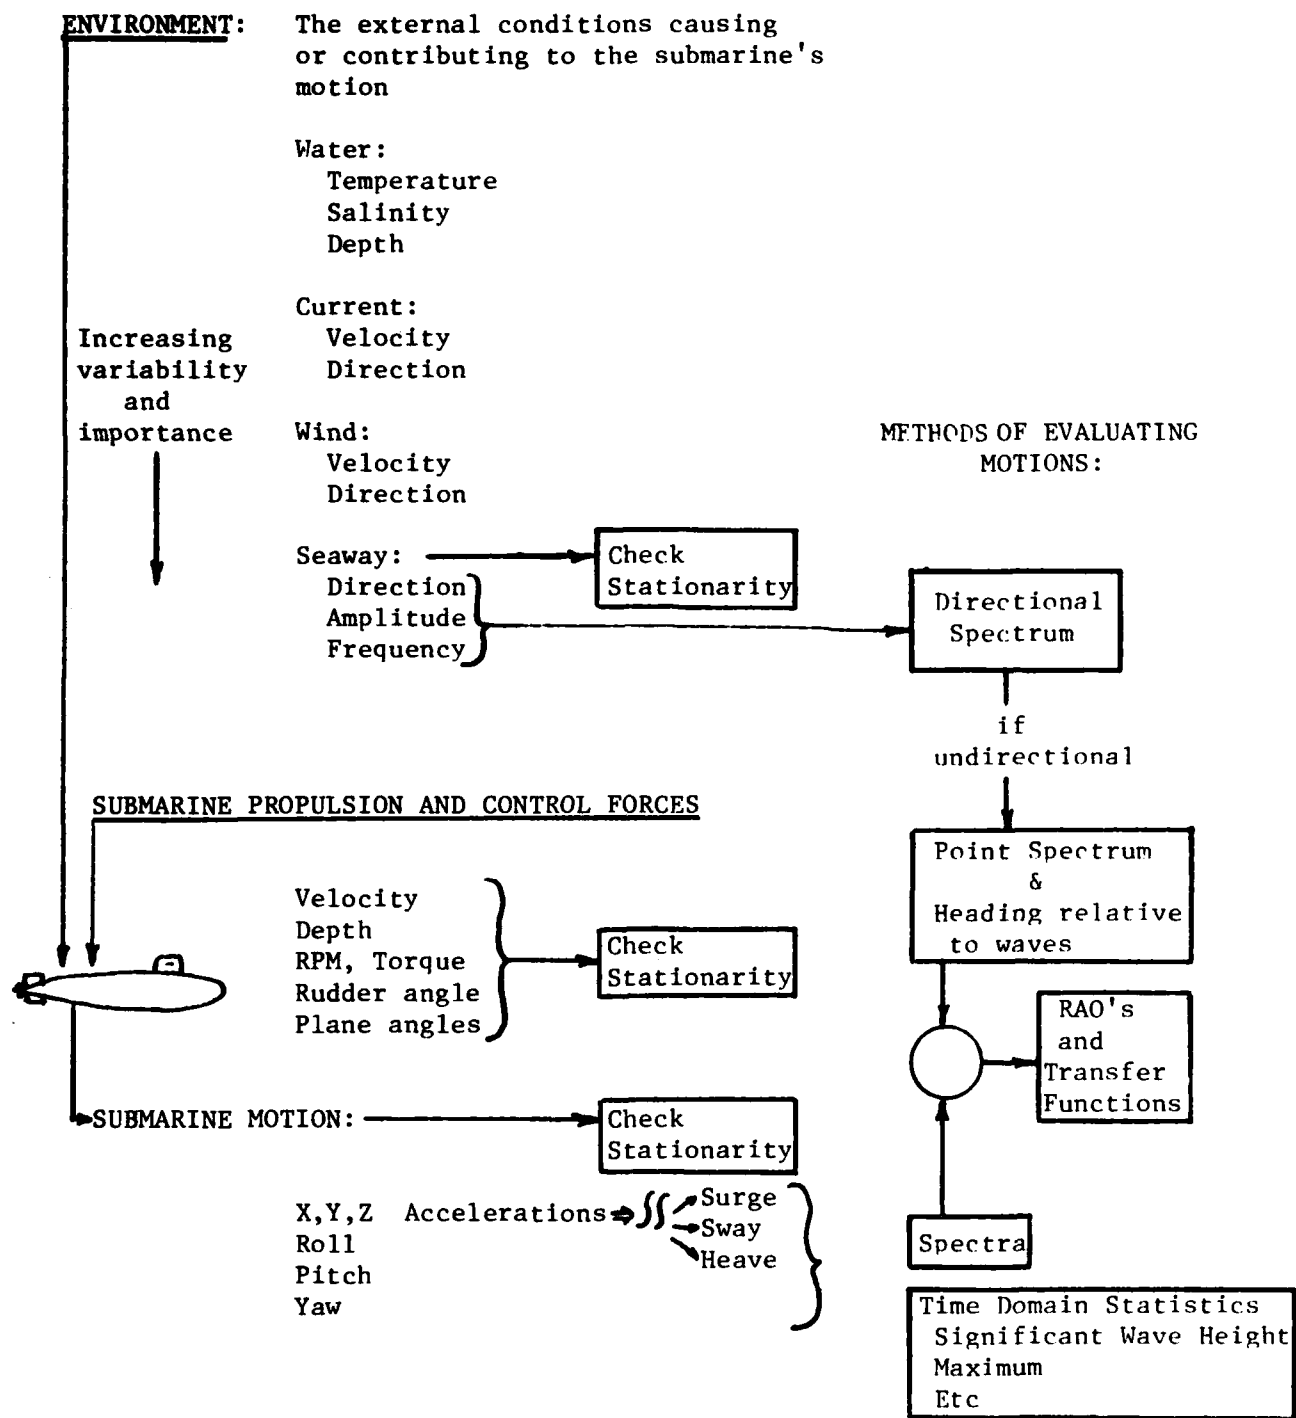 ENVIRONMENT: The external conditions causing
or contributing to the submarine's
motion
Water:
Temperature
Salinity
Depth
Current:
Velocity
Direction
Increasing
variability
and
importance
Wind:
Velocity
Direction
METHODS OF EVALUATING
MOTIONS:
Seaway:
Direction
Amplitude
Frequency
Check
Stationarity
Directional
Spectrum
if
undirectional
SUBMARINE PROPULSION AND CONTROL FORCES
Velocity
Depth
RPM, Torque
Rudder angle
Plane angles
Check
Stationarity
Point Spectrum
&
Heading relative
to waves
RAO's
and
Transfer
Functions
SUBMARINE MOTION:
Check
Stationarity
X,Y,Z Accelerations ⇒ ∫∫
Roll
Pitch
Yaw
Surge
Sway
Heave
Spectra
Time Domain Statistics
Significant Wave Height
Maximum
Etc